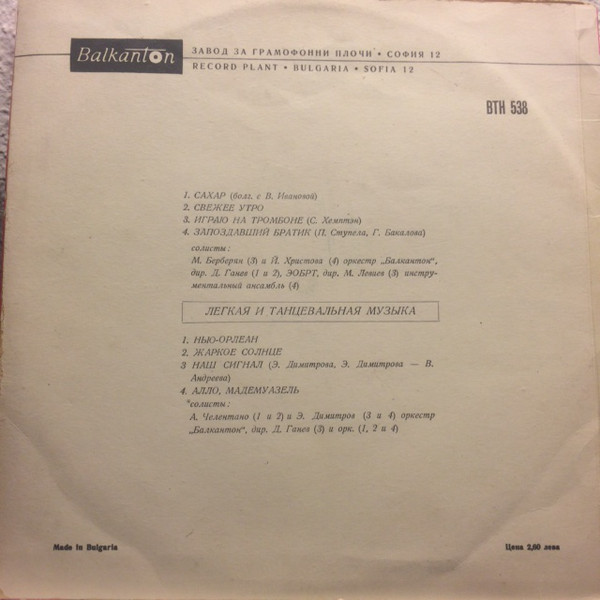 Balkanton
ЗАВОД ЗА ГРАМОФОННИ ПЛОЧИ • СОФИЯ 12
RECORD PLANT • BULGARIA • SOFIA 12
ВТН 538
1. САХАР (болг. с В. Ивановой)
2. СВЕЖЕЕ УТРО
3. ИГРАЮ НА ТРОМБОНЕ (С. Хемптэн)
4. ЗАПОЗДАВШИЙ БРАТИК (П. Ступела, Г. Бакалова)
солисты:
М. Берберян (3) и Й. Христова (4) оркестр „Балкантон“,
дир. Д. Ганев (1 и 2), ЭОБРТ, дир. М. Левиев (3) инстру-
ментальный ансамбль (4)
ЛЕГКАЯ И ТАНЦЕВАЛЬНАЯ МУЗЫКА
1. НЬЮ-ОРЛЕАН
2. ЖАРКОЕ СОЛНЦЕ
3 НАШ СИГНАЛ (Э. Димитрова, Э. Димитрова — В.
Андреева)
4. АЛЛО, МАДЕМУАЗЕЛЬ
солисты:
А. Челентано (1 и 2) и Э. Димитров (3 и 4) оркестр
„Балкантон“, дир. Д. Ганев (3) и орк. (1, 2 и 4)
Made in Bulgaria
Цена 2,60 лева